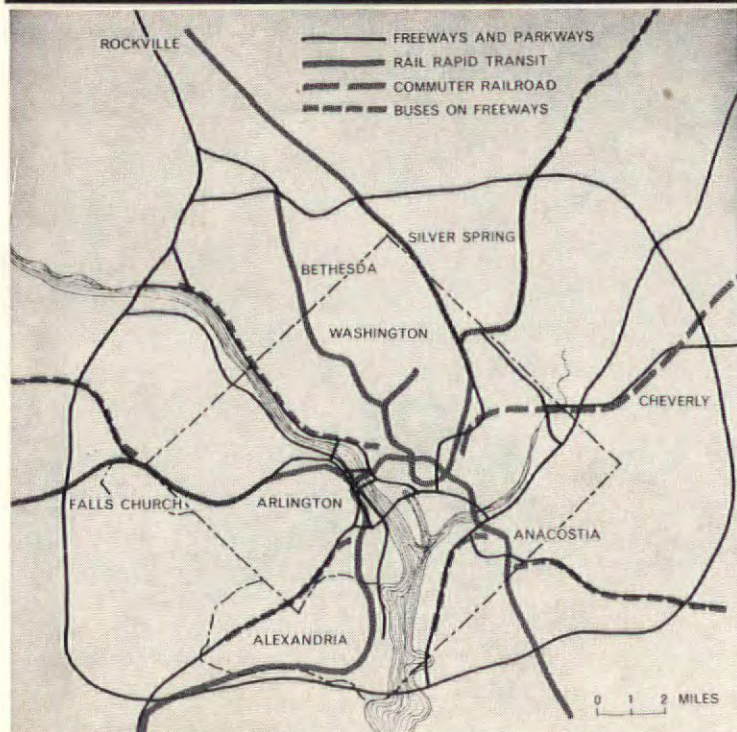 ROCKVILLE
FREEWAYS AND PARKWAYS
RAIL RAPID TRANSIT
COMMUTER RAILROAD
BUSES ON FREEWAYS
SILVER SPRING
BETHESDA
WASHINGTON
CHEVERLY
FALLS CHURCH
ARLINGTON
ANACOSTIA
ALEXANDRIA
0 1 2 MILES